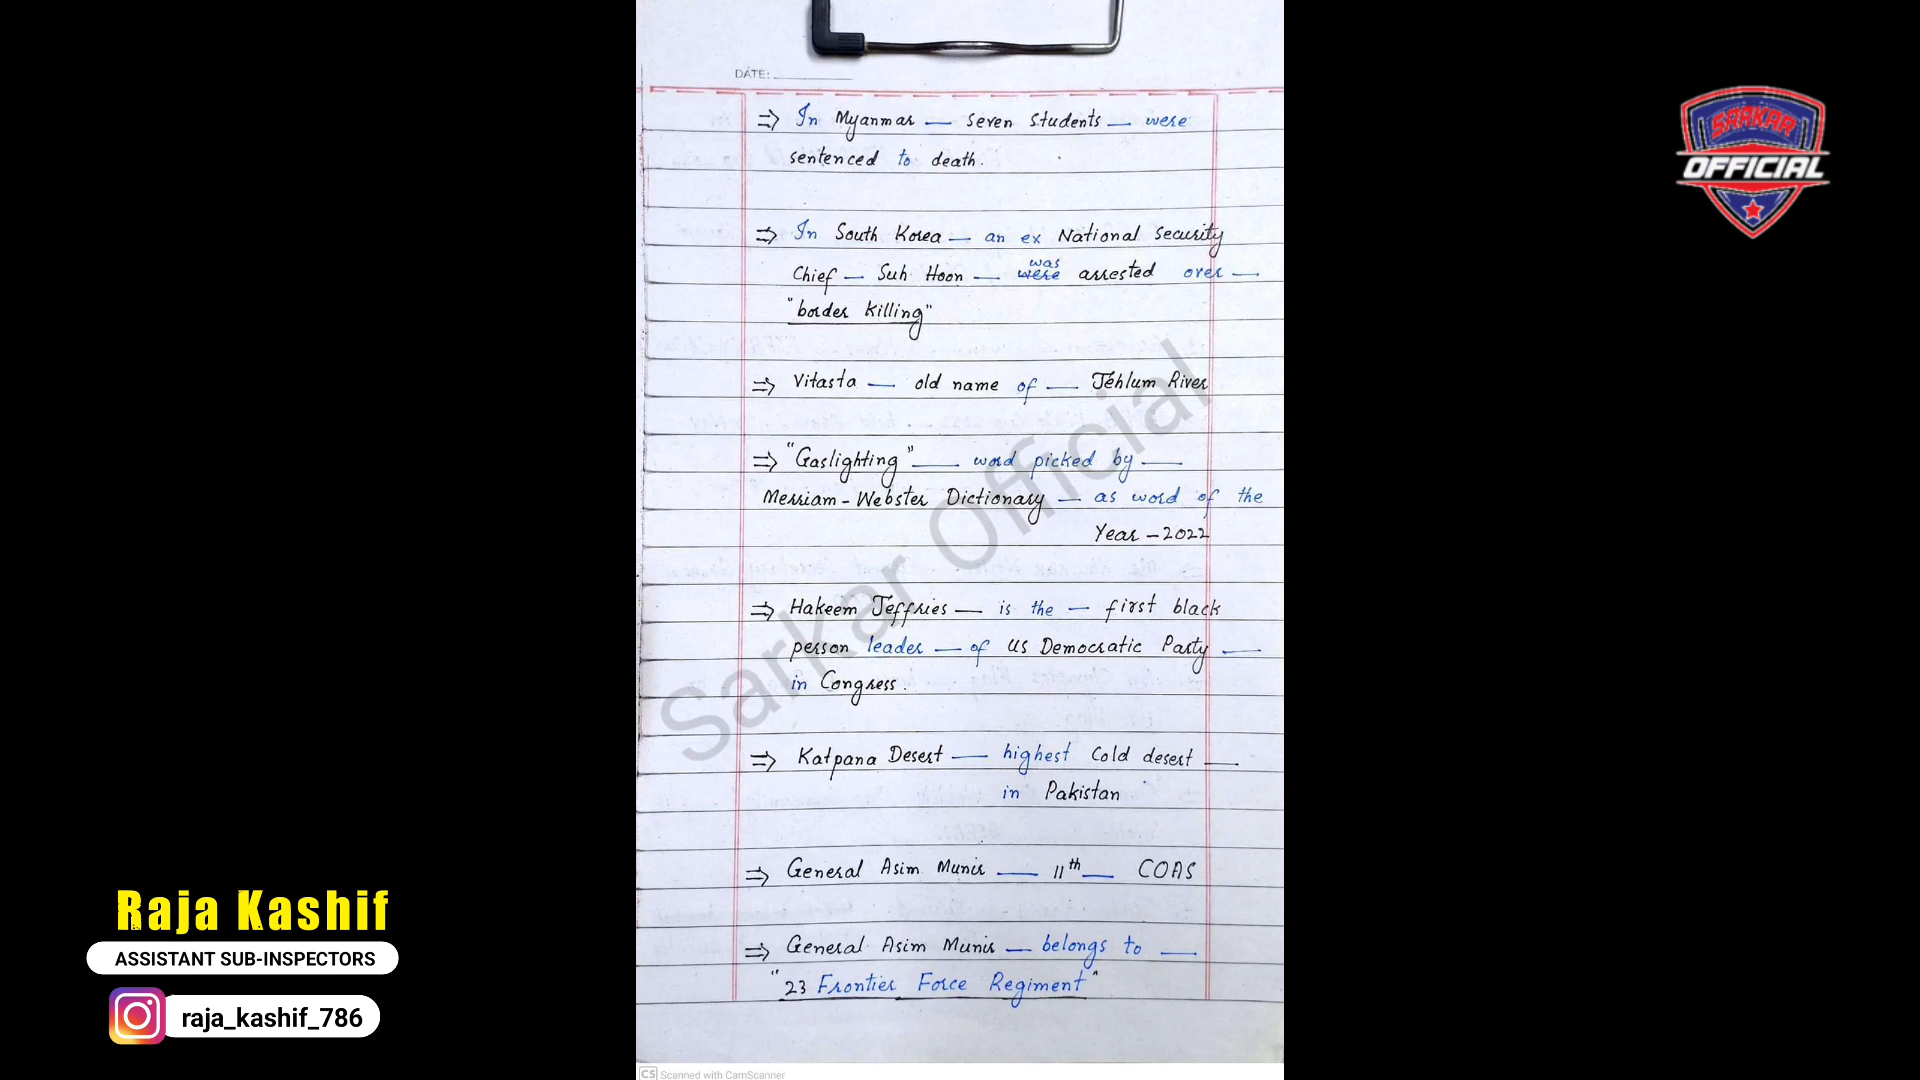 DATE:
⇒ In Myanmar — seven students — were
sentenced to death.
⇒ In South Korea — an ex National security
was
Chief — Suh Hoon — were arrested over —
"border killing"
⇒ Vitasta — old name of — Jehlum River
⇒ "Gaslighting" — word picked by —
Merriam-Webster Dictionary — as word of the
Year - 2022
⇒ Hakeem Jeffries — is the — first black
person leader — of US Democratic Party —
in Congress.
⇒ Katpana Desert — highest Cold desert —
in Pakistan
⇒ General Asim Munir — 11th — COAS
⇒ General Asim Munir — belongs to —
"23 Frontier Force Regiment"
Sarkar Official
CS Scanned with CamScanner
SARKAR
OFFICIAL
Raja Kashif
ASSISTANT SUB-INSPECTORS
raja_kashif_786